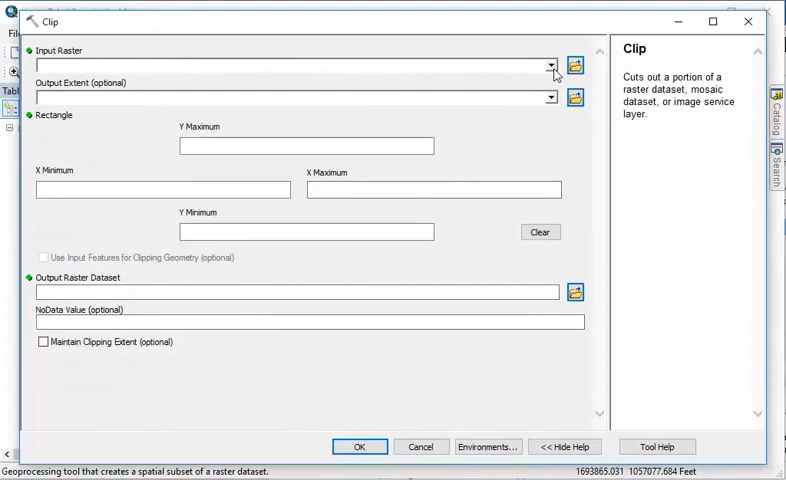 Clip
Fil
Input Raster
Clip
Cuts out a portion of a
raster dataset, mosaic
dataset, or image service
layer.
Output Extent (optional)
Tabl
Rectangle
Y Maximum
X Minimum
X Maximum
Y Minimum
Clear
Use Input Features for Clipping Geometry (optional)
Output Raster Dataset
NoData Value (optional)
Maintain Clipping Extent (optional)
OK
Cancel
Environments...
<< Hide Help
Tool Help
Catalog
Search
Geoprocessing tool that creates a spatial subset of a raster dataset.
1693865.031 1057077.684 Feet